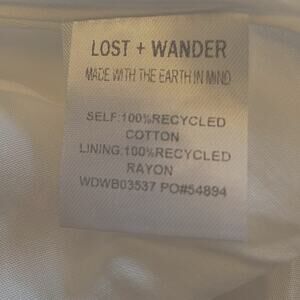 LOST + WANDER
MADE WITH THE EARTH IN MIND
SELF:100%RECYCLED
COTTON
LINING:100%RECYCLED
RAYON
WDWB03537 PO#54894